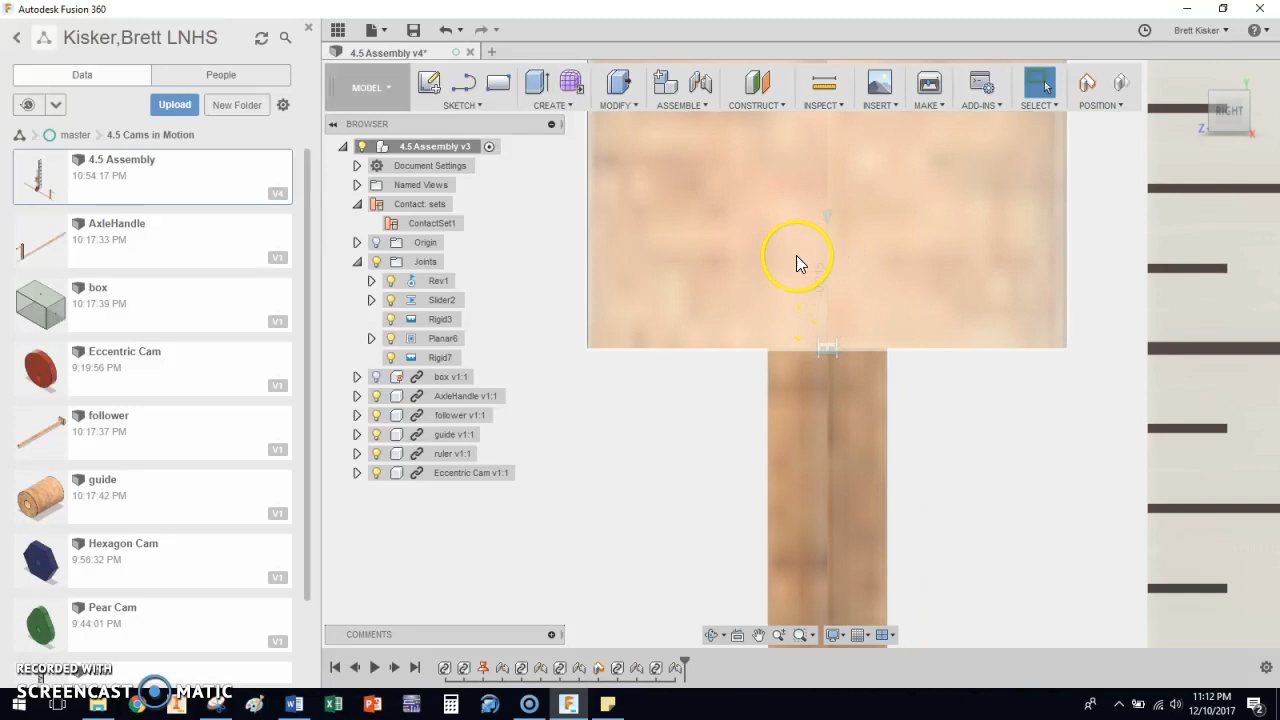 Autodesk Fusion 360
Kisker,Brett LNHS
Data
People
Upload
New Folder
master
4.5 Cams in Motion
4.5 Assembly
10:54:17 PM
V4
AxleHandle
10:17:33 PM
V1
box
10:17:39 PM
V1
Eccentric Cam
9:19:56 PM
V1
follower
10:17:37 PM
V1
guide
10:17:42 PM
V1
Hexagon Cam
9:56:32 PM
V1
Pear Cam
9:44:01 PM
V1
RECORDED WITH
SCREENCAST MATIC
Brett Kisker
4.5 Assembly v4*
MODEL
SKETCH
CREATE
MODIFY
ASSEMBLE
CONSTRUCT
INSPECT
INSERT
MAKE
ADD-INS
SELECT
POSITION
BROWSER
4.5 Assembly v3
Document Settings
Named Views
Contact: sets
ContactSet1
Origin
Joints
Rev1
Slider2
Rigid3
Planar6
Rigid7
box v1:1
AxleHandle v1:1
follower v1:1
guide v1:1
ruler v1:1
Eccentric Cam v1:1
Y
RIGHT
Z
X
COMMENTS
11:12 PM
12/10/2017
2